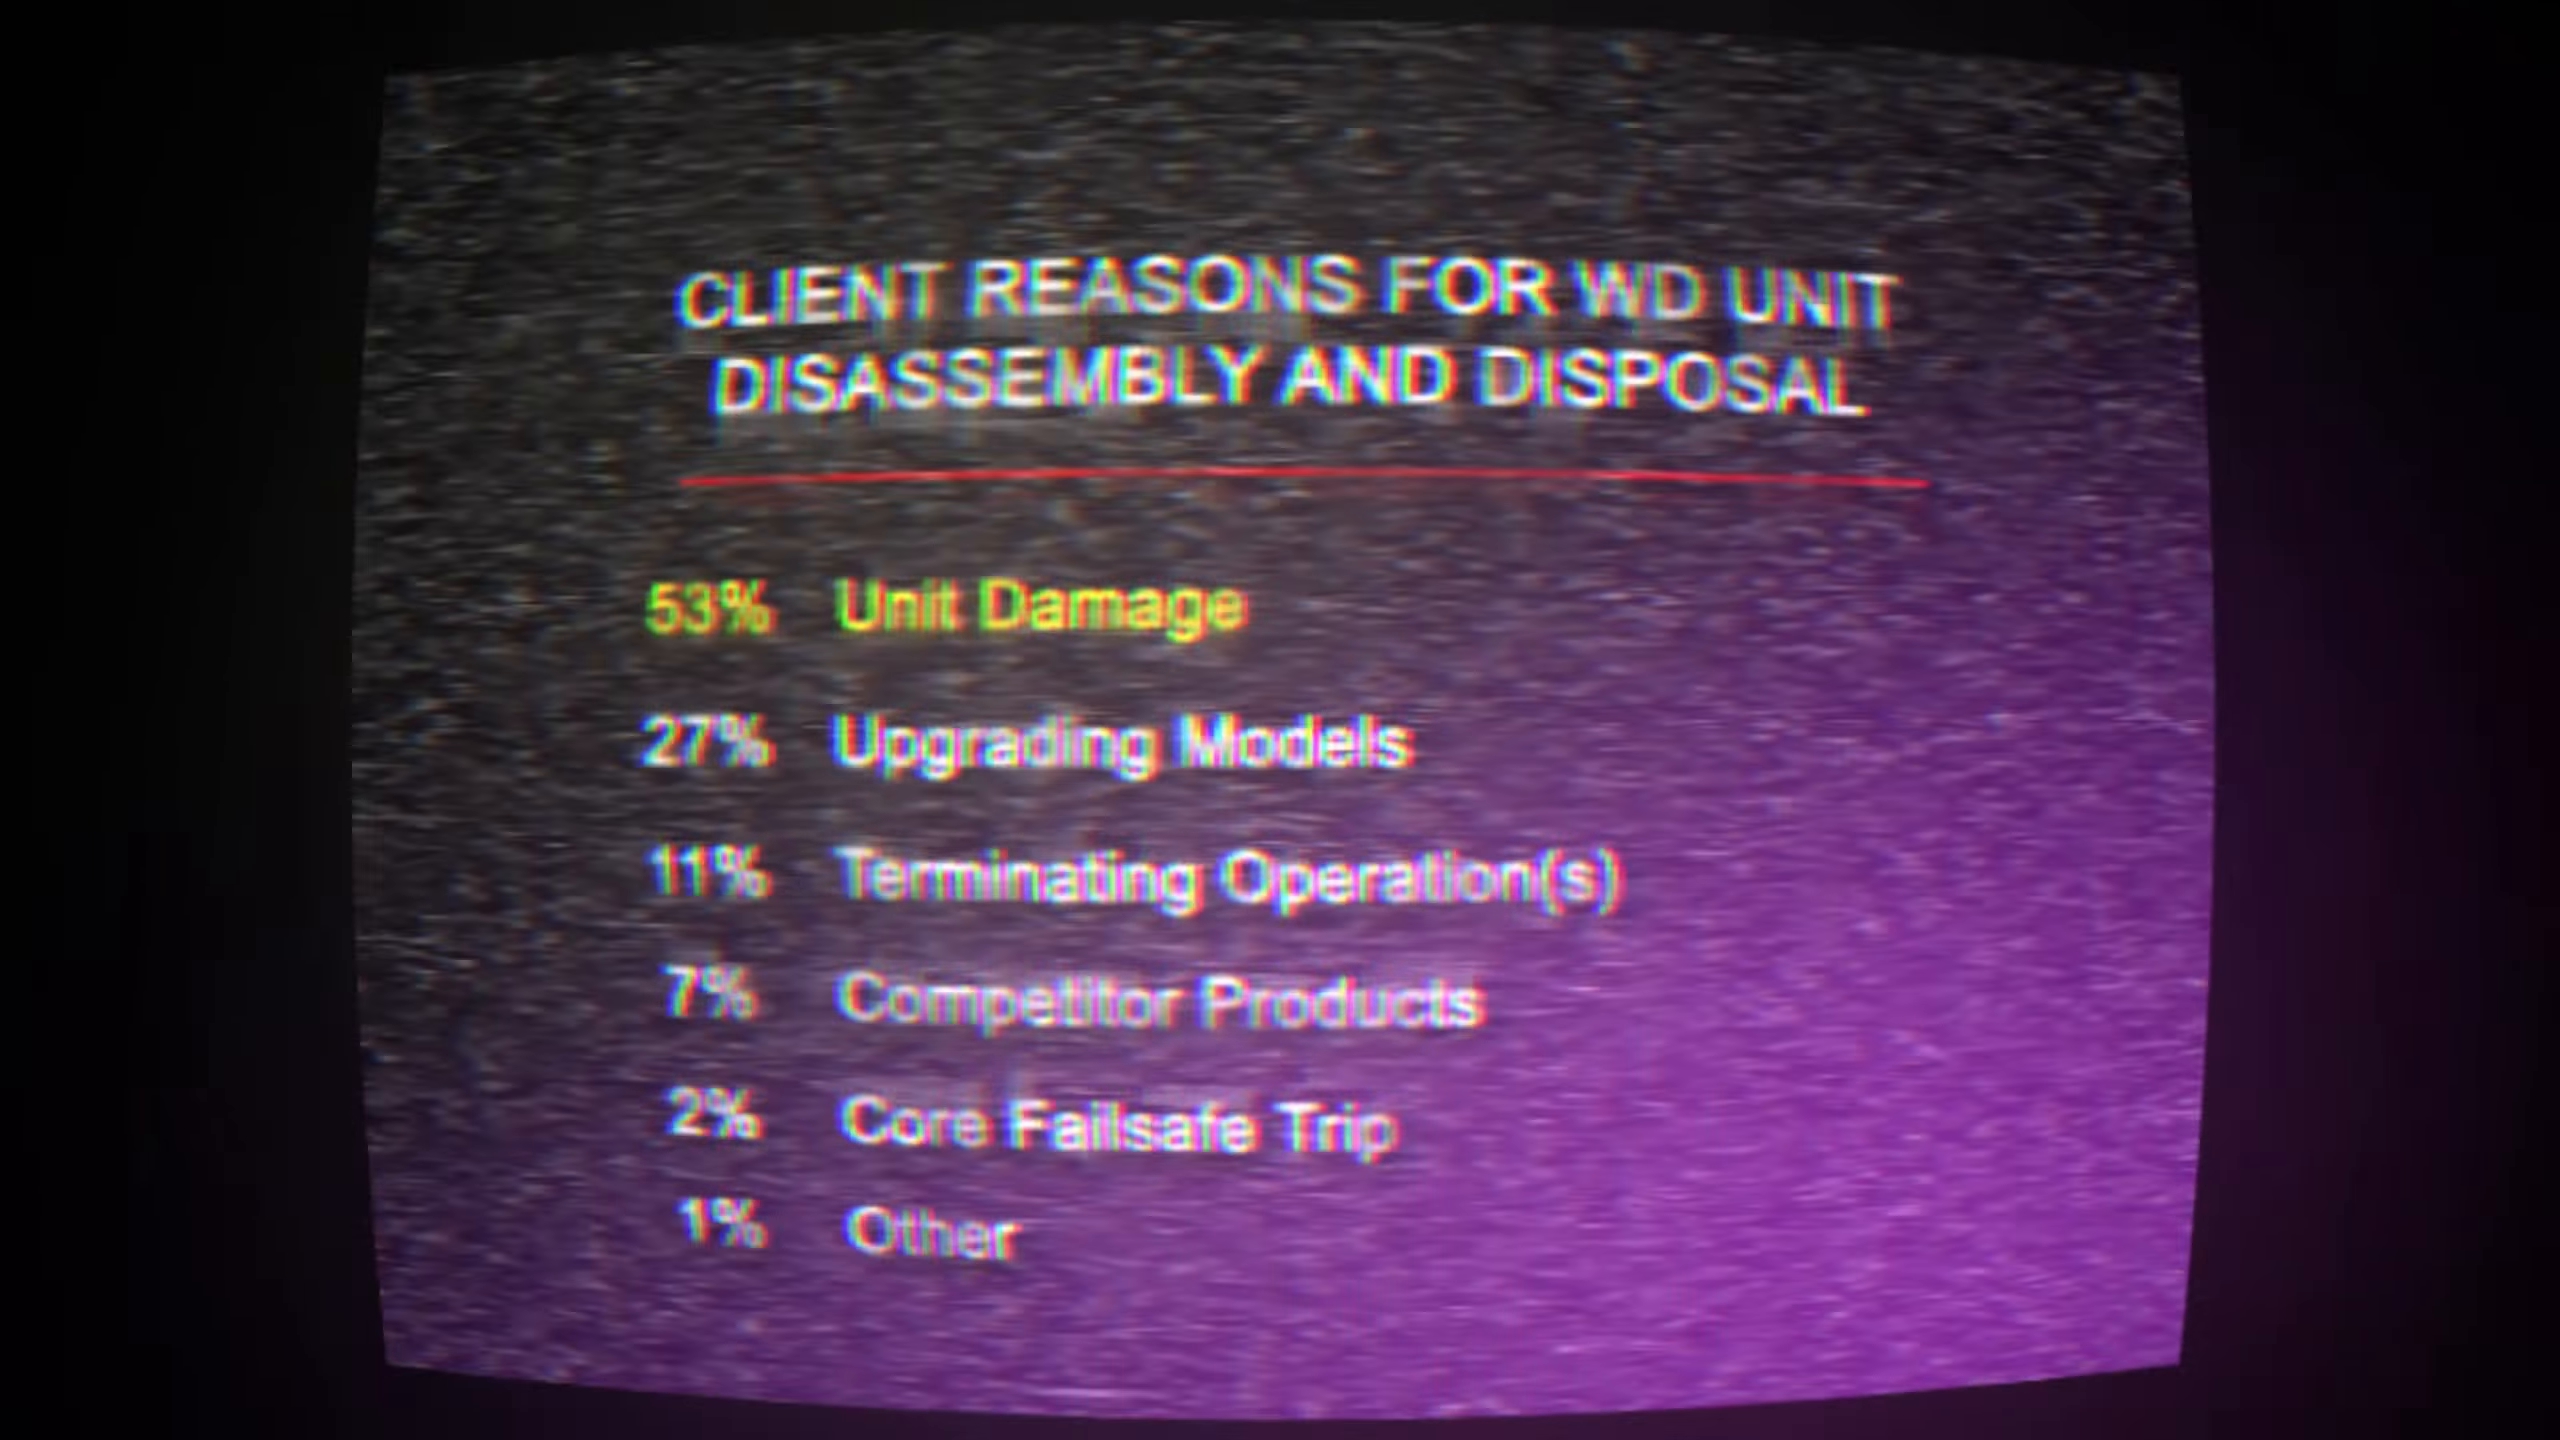 CLIENT REASONS FOR WD UNIT
DISASSEMBLY AND DISPOSAL
53% Unit Damage
27% Upgrading Models
11% Terminating Operation(s)
7% Competitor Products
2% Core Failsafe Trip
1% Other